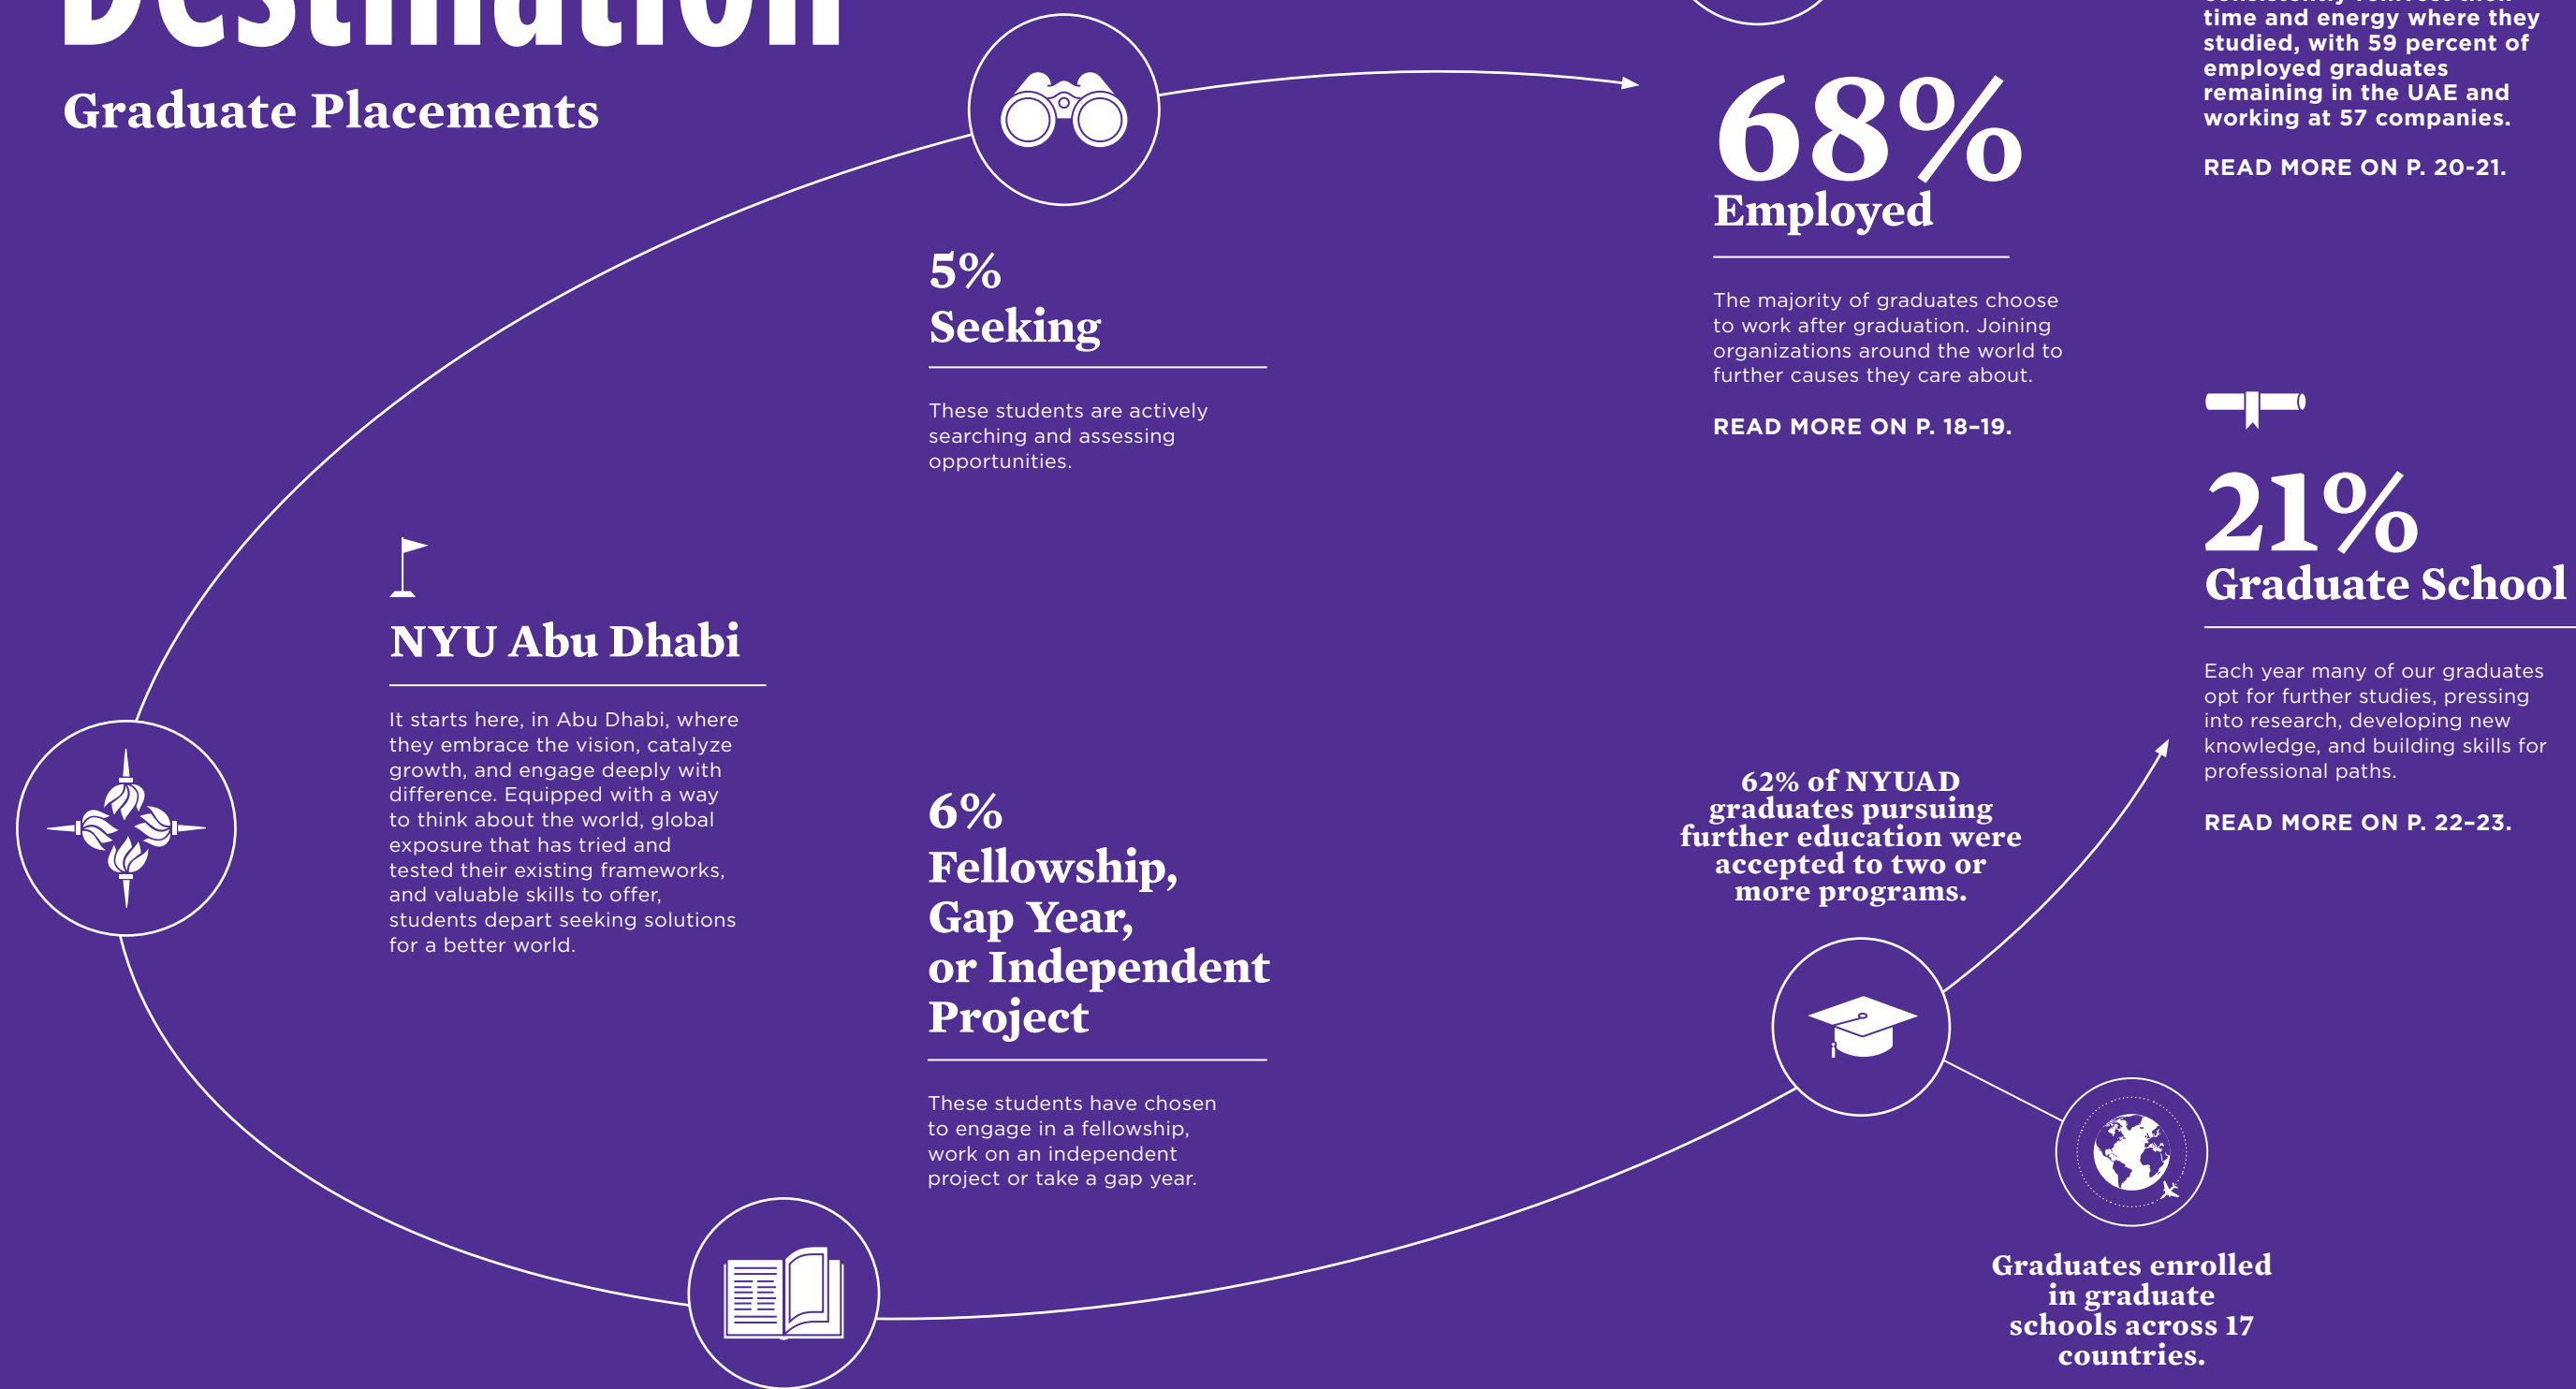 Destination
Graduate Placements
5%
Seeking
These students are actively
searching and assessing
opportunities.
NYU Abu Dhabi
It starts here, in Abu Dhabi, where
they embrace the vision, catalyze
growth, and engage deeply with
difference. Equipped with a way
to think about the world, global
exposure that has tried and
tested their existing frameworks,
and valuable skills to offer,
students depart seeking solutions
for a better world.
6%
Fellowship,
Gap Year,
or Independent
Project
These students have chosen
to engage in a fellowship,
work on an independent
project or take a gap year.
68%
Employed
The majority of graduates choose
to work after graduation. Joining
organizations around the world to
further causes they care about.
READ MORE ON P. 18–19.
62% of NYUAD
graduates pursuing
further education were
accepted to two or
more programs.
time and energy where they
studied, with 59 percent of
employed graduates
remaining in the UAE and
working at 57 companies.
READ MORE ON P. 20-21.
21%
Graduate School
Each year many of our graduates
opt for further studies, pressing
into research, developing new
knowledge, and building skills for
professional paths.
READ MORE ON P. 22–23.
Graduates enrolled
in graduate
schools across 17
countries.